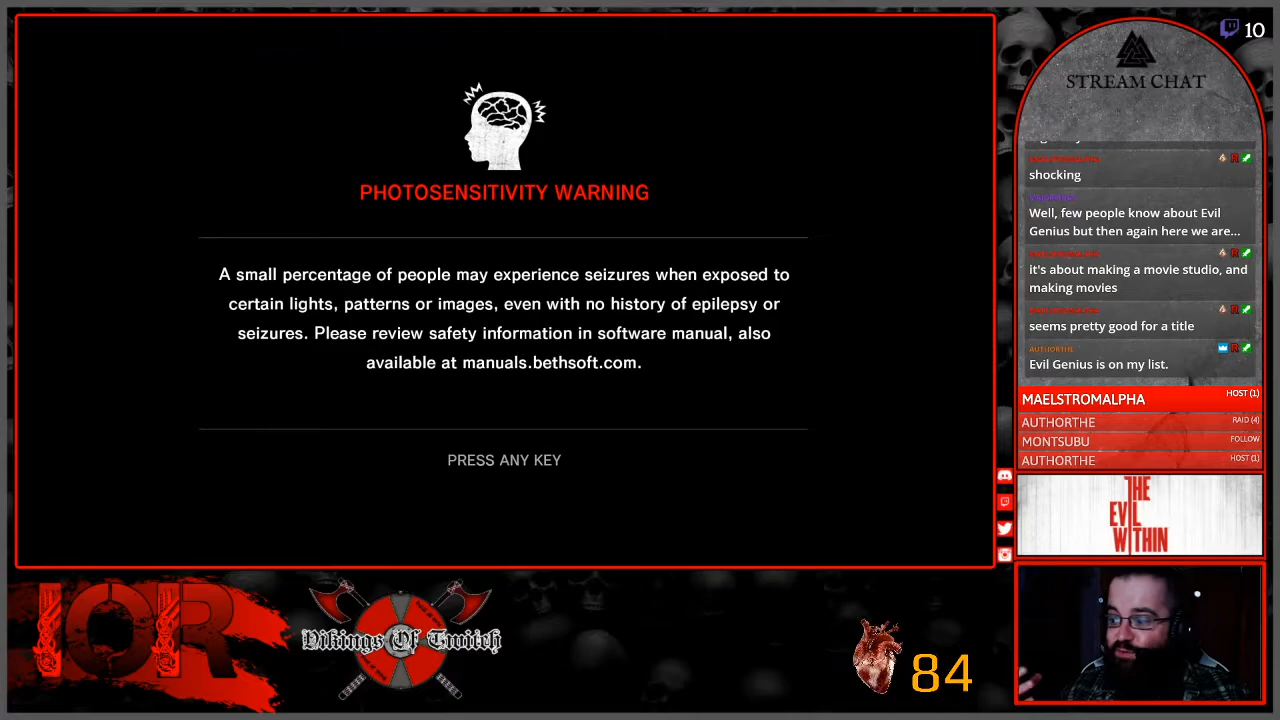 PHOTOSENSITIVITY WARNING
A small percentage of people may experience seizures when exposed to
certain lights, patterns or images, even with no history of epilepsy or
seizures. Please review safety information in software manual, also
available at manuals.bethsoft.com.
PRESS ANY KEY
10
STREAM CHAT
shocking
Well, few people know about Evil
Genius but then again here we are...
it's about making a movie studio, and
making movies
seems pretty good for a title
AUTHORTHE
Evil Genius is on my list.
MAELSTROMALPHA HOST (1)
AUTHORTHE RAID (4)
MONTSUBU FOLLOW
AUTHORTHE HOST (1)
THE
EVIL
WITHIN
IOR
Vikings Of Twitch
84